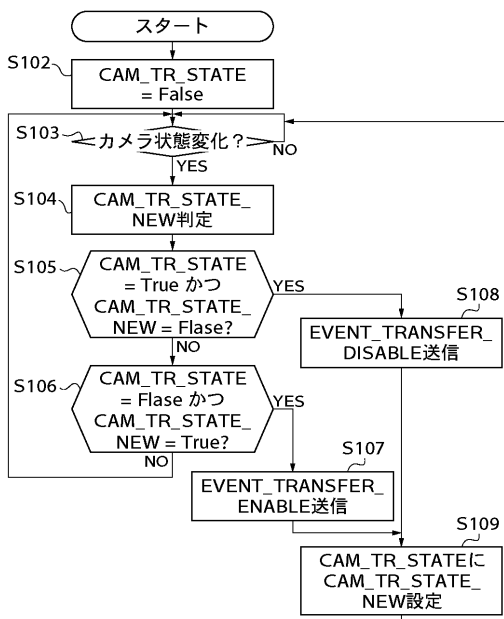 スタート
S102
CAM_TR_STATE
= False
S103
カメラ状態変化？
NO
YES
S104
CAM_TR_STATE_
NEW判定
S105
CAM_TR_STATE
= True かつ
CAM_TR_STATE_
NEW = Flase?
YES
NO
S108
EVENT_TRANSFER_
DISABLE送信
S106
CAM_TR_STATE
= Flase かつ
CAM_TR_STATE_
NEW = True?
YES
NO
S107
EVENT_TRANSFER_
ENABLE送信
S109
CAM_TR_STATEに
CAM_TR_STATE_
NEW設定